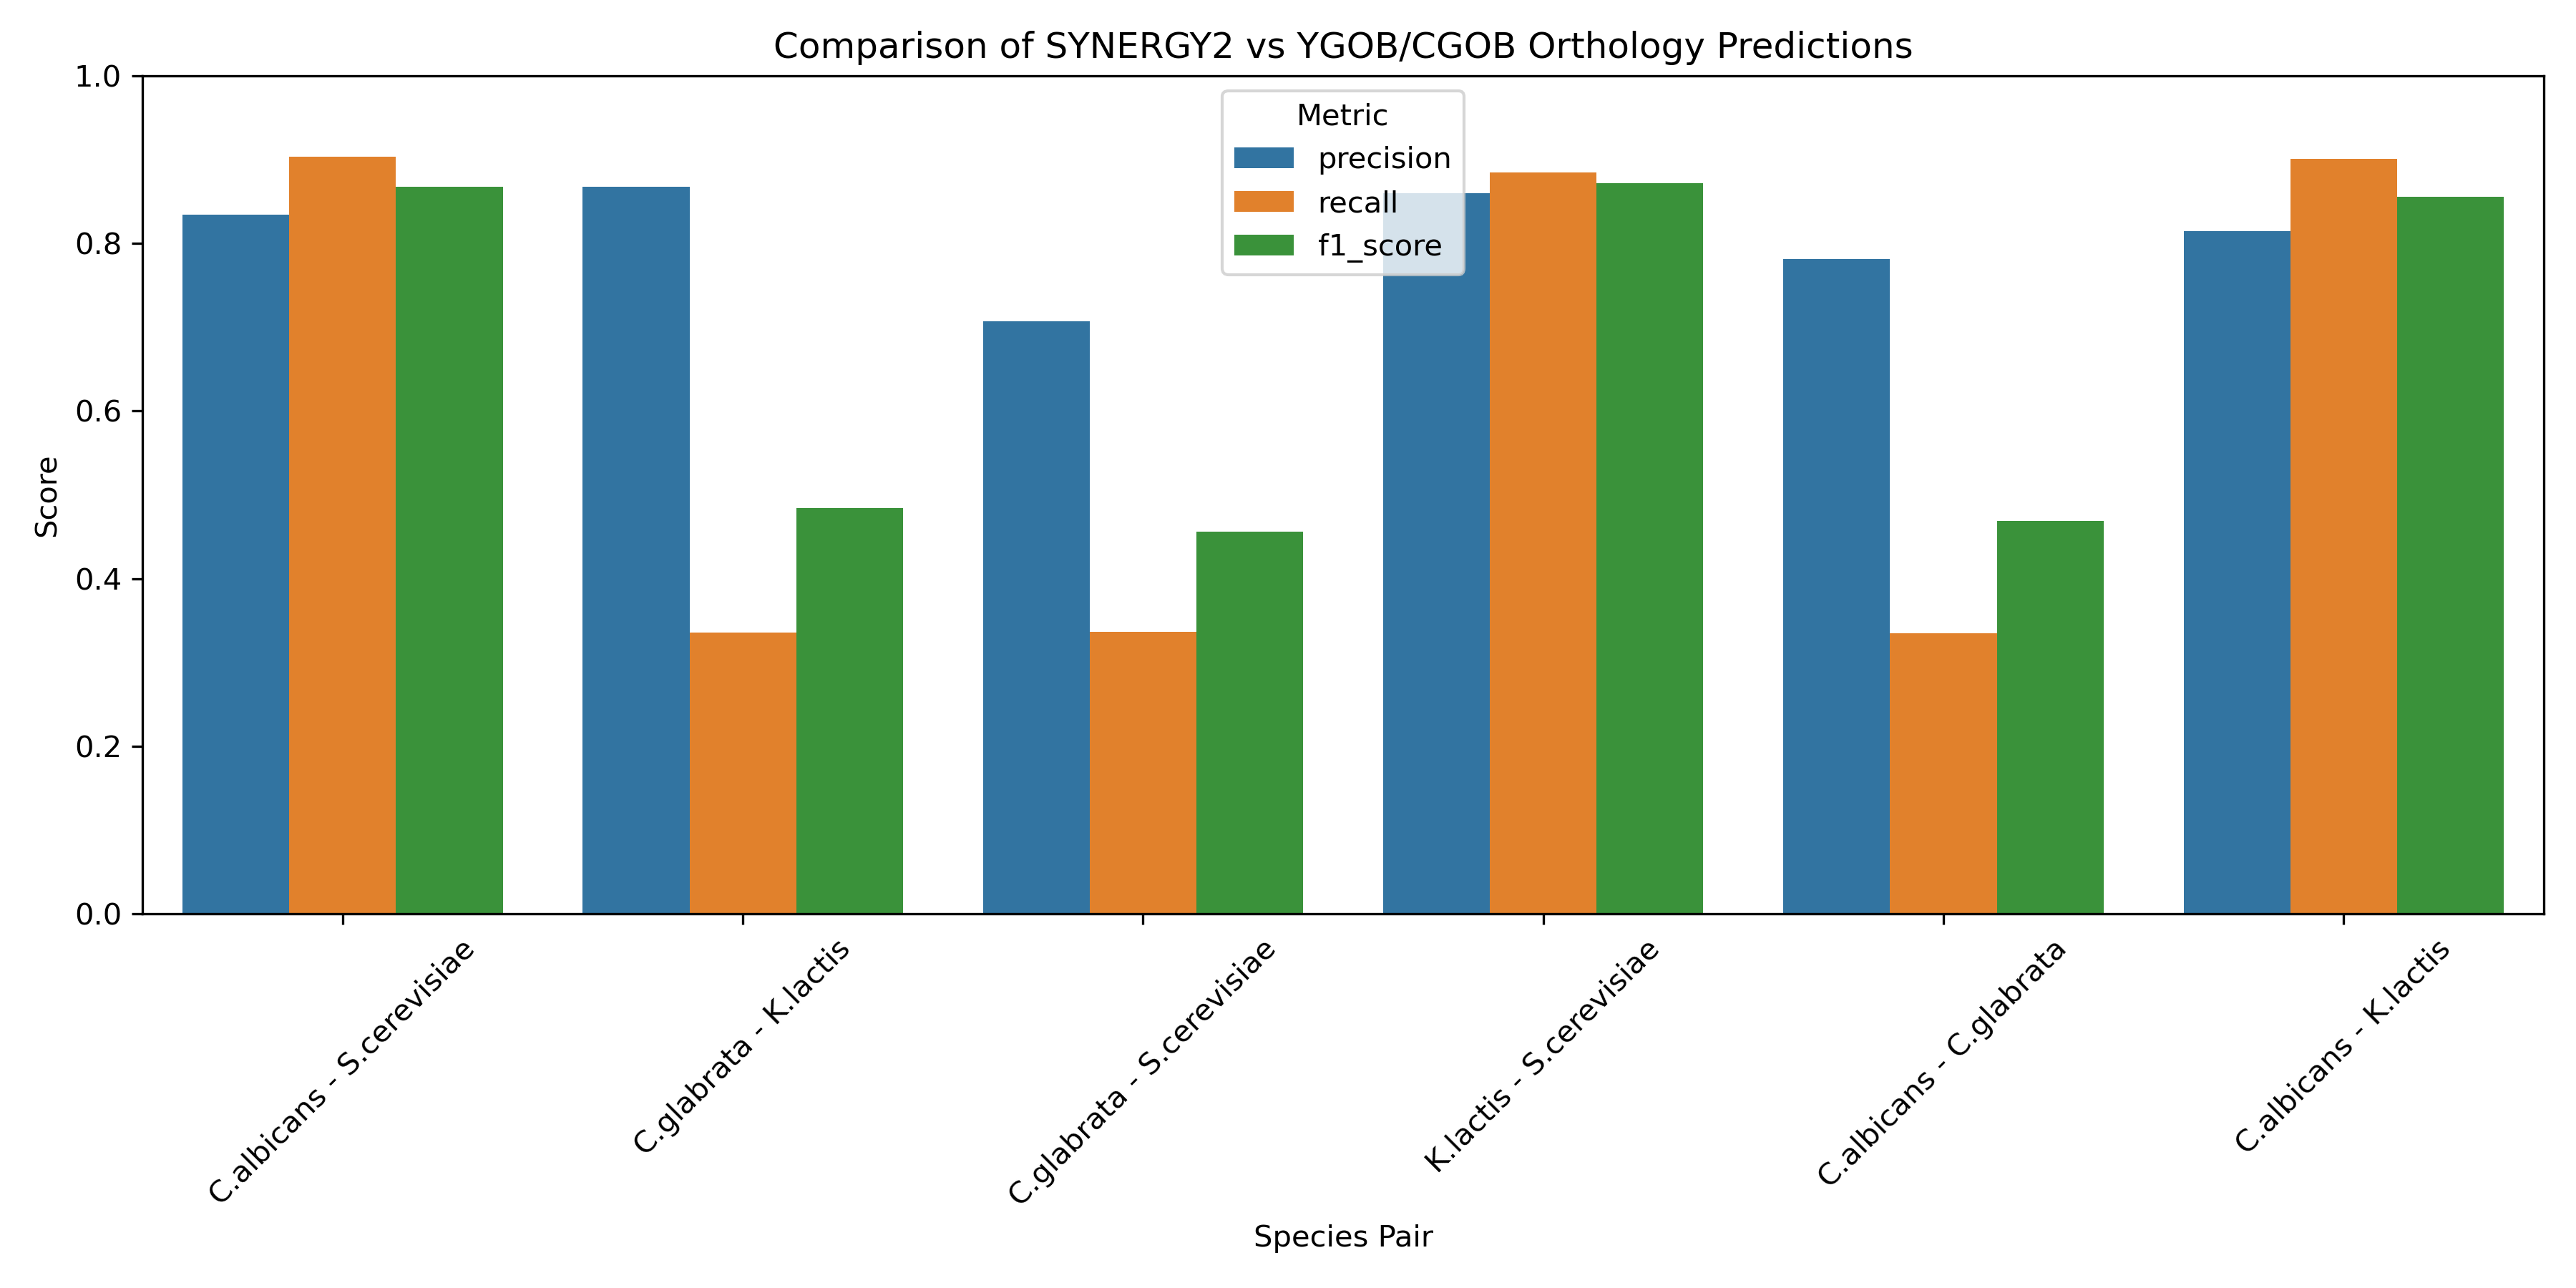 Comparison of SYNERGY2 vs YGOB/CGOB Orthology Predictions
1.0
0.8
0.6
0.4
0.2
0.0
Score
Metric
precision
recall
f1_score
C.albicans - S.cerevisiae
C.glabrata - K.lactis
C.glabrata - S.cerevisiae
K.lactis - S.cerevisiae
C.albicans - C.glabrata
C.albicans - K.lactis
Species Pair